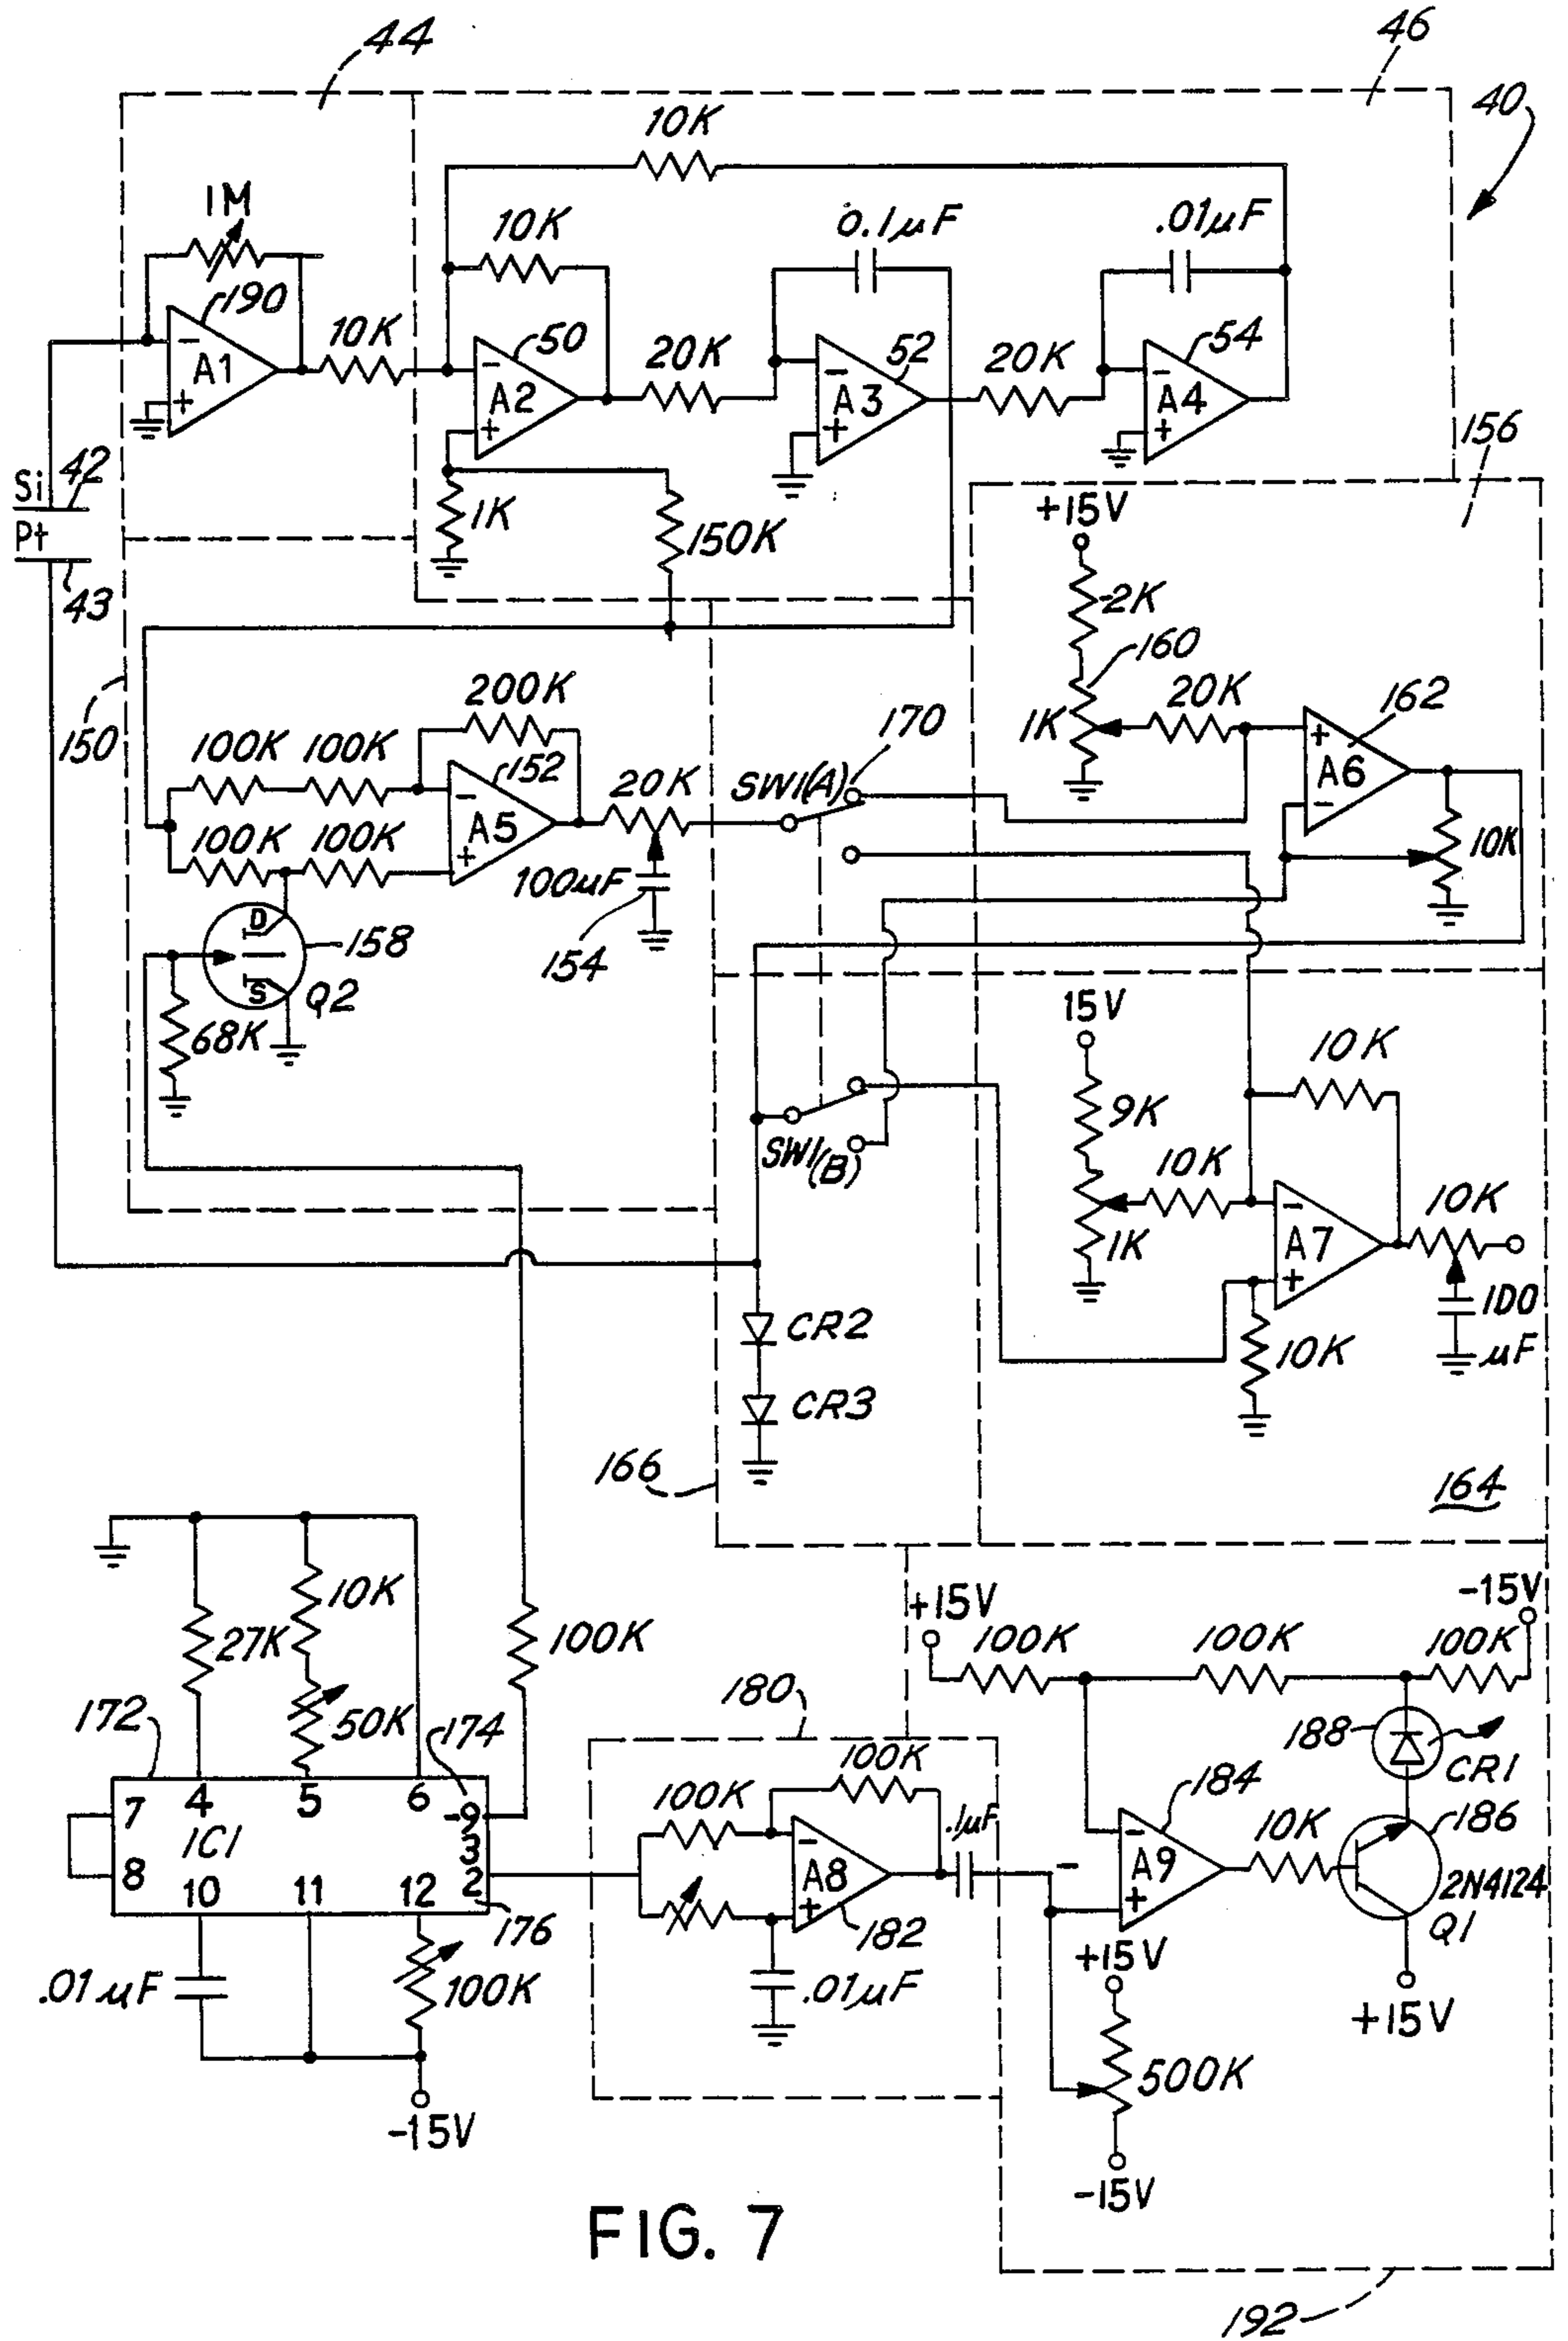 44
46
40
10K
1M
10K
0.1µF
.01µF
190
10K
50
20K
52
20K
54
A1
A2
A3
A4
-
+
-
+
-
+
-
+
156
Si
42
Pt
43
1K
150K
+15V
2K
160
20K
162
1K
A6
+
-
10K
150
200K
100K
100K
152
20K
170
SW1(A)
100K
100K
A5
-
+
100µF
154
D
S
158
Q2
68K
15V
10K
9K
SW1(B)
10K
10K
1K
A7
-
+
100
µF
10K
CR2
CR3
166
164
10K
27K
100K
50K
172
174
+15V
-15V
100K
100K
100K
180
188
CR1
7
4
5
6
-9
IC1
3
8
2
10
11
12
176
100K
100K
.1µF
184
186
-
A8
+
182
-
-
A9
+
10K
2N4124
Q1
.01µF
100K
.01µF
+15V
+15V
500K
-15V
-15V
FIG. 7
192